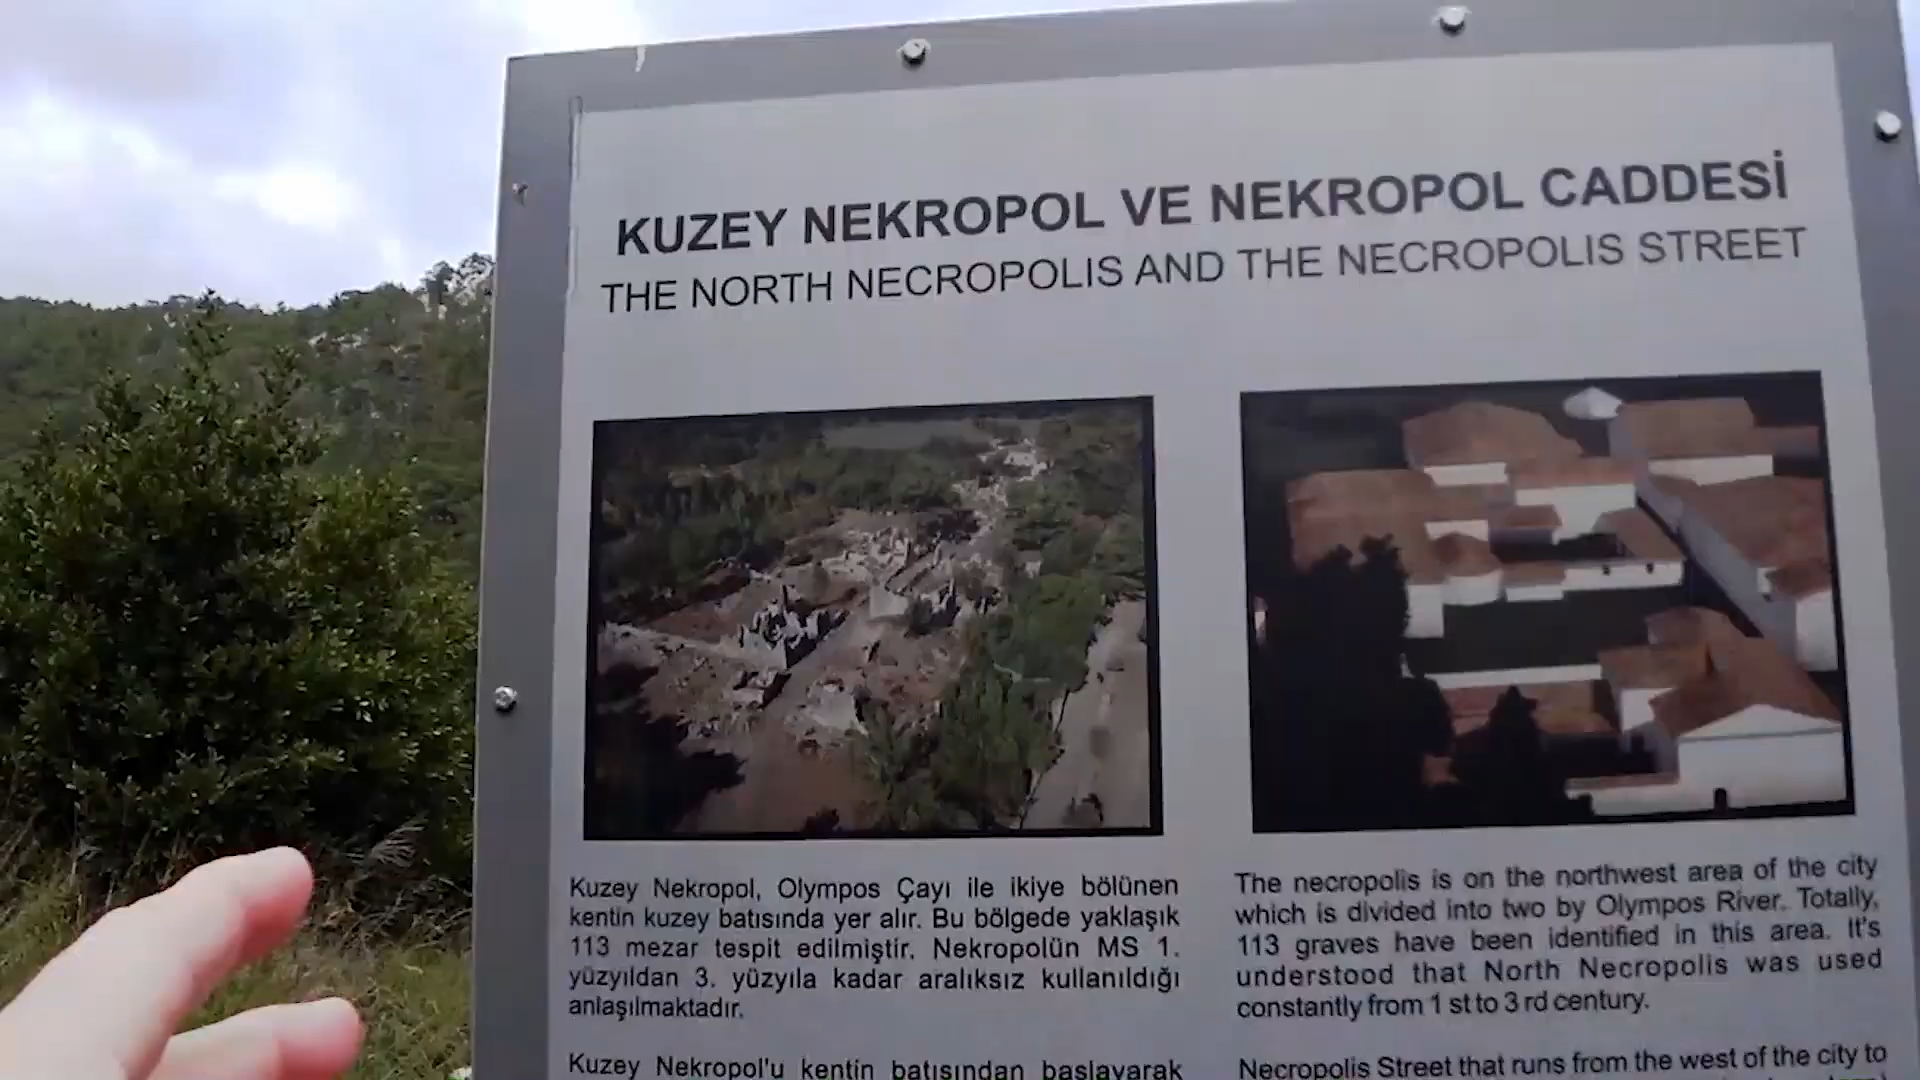 KUZEY NEKROPOL VE NEKROPOL CADDESİ
THE NORTH NECROPOLIS AND THE NECROPOLIS STREET
Kuzey Nekropol, Olympos Çayı ile ikiye bölünen
kentin kuzey batısında yer alır. Bu bölgede yaklaşık
113 mezar tespit edilmiştir. Nekropolün MS 1.
yüzyıldan 3. yüzyıla kadar aralıksız kullanıldığı
anlaşılmaktadır.
Kuzey Nekropol'u kentin batısından başlayarak
The necropolis is on the northwest area of the city
which is divided into two by Olympos River. Totally,
113 graves have been identified in this area. It's
understood that North Necropolis was used
constantly from 1 st to 3 rd century.
Necropolis Street that runs from the west of the city to